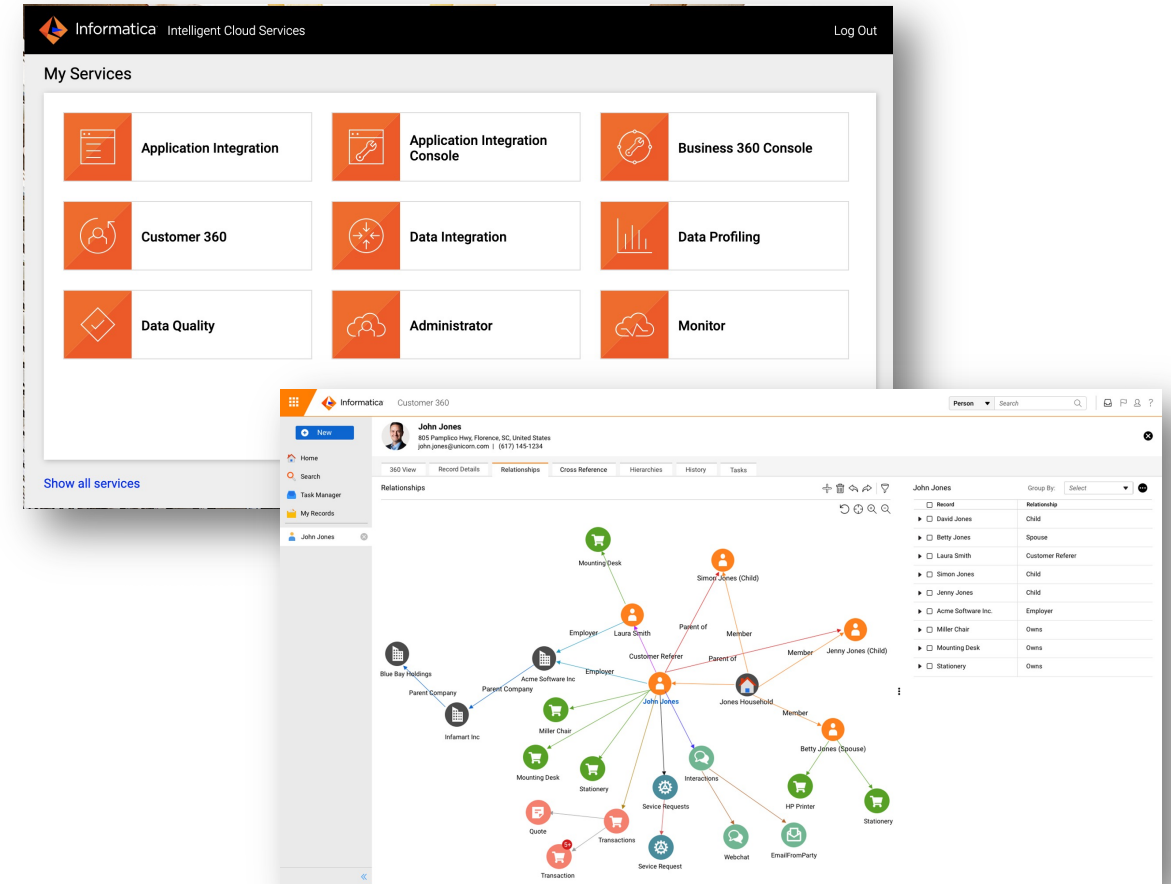 Informatica Intelligent Cloud Services
Log Out
My Services
Application Integration
Application Integration
Console
Business 360 Console
Customer 360
Data Integration
Data Profiling
Data Quality
Administrator
Monitor
Show all services
Informatica Customer 360
Person
Search
?
New
Home
Search
Task Manager
My Records
John Jones
John Jones
805 Pamplico Hwy, Florence, SC, United States
john.jones@unicorn.com | (617) 145-1234
360 View
Record Details
Relationships
Cross Reference
Hierarchies
History
Tasks
Relationships
Mounting Desk
Simon Jones (Child)
Employer
Laura Smith
Parent of
Member
Customer Referer
Parent of
Member
Jenny Jones (Child)
Blue Bay Holdings
Acme Software Inc
Employer
Parent Company
Parent Company
John Jones
Jones Household
Member
Infamart Inc
Miller Chair
Betty Jones (Spouse)
Mounting Desk
Stationery
Interactions
Sevice Requests
HP Printer
Stationery
Quote
Transactions
5+
Transaction
Sevice Request
Webchat
EmailFromParty
John Jones
Group By:
Select
Record
Relationship
David Jones
Child
Betty Jones
Spouse
Laura Smith
Customer Referer
Simon Jones
Child
Jenny Jones
Child
Acme Software Inc.
Employer
Miller Chair
Owns
Mounting Desk
Owns
Stationery
Owns